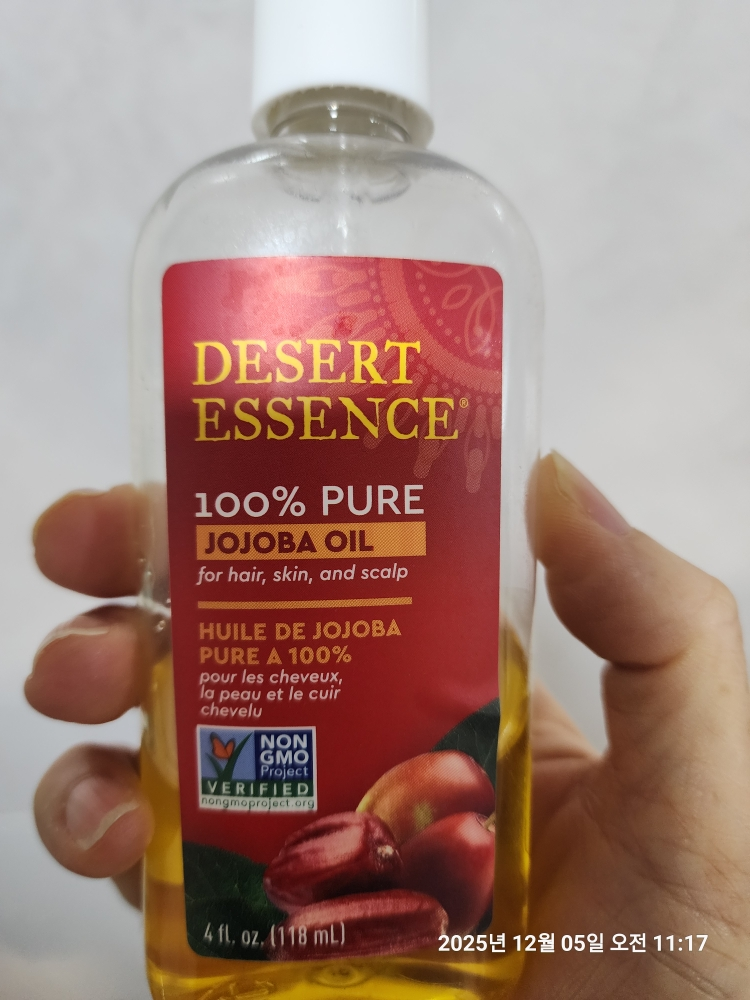 DESERT
ESSENCE®
100% PURE
JOJOBA OIL
for hair, skin, and scalp
HUILE DE JOJOBA
PURE A 100%
pour les cheveux,
la peau et le cuir
chevelu
NON
GMO
Project
VERIFIED
nongmoproject.org
4 fl. oz. (118 mL)
2025년 12월 05일 오전 11:17